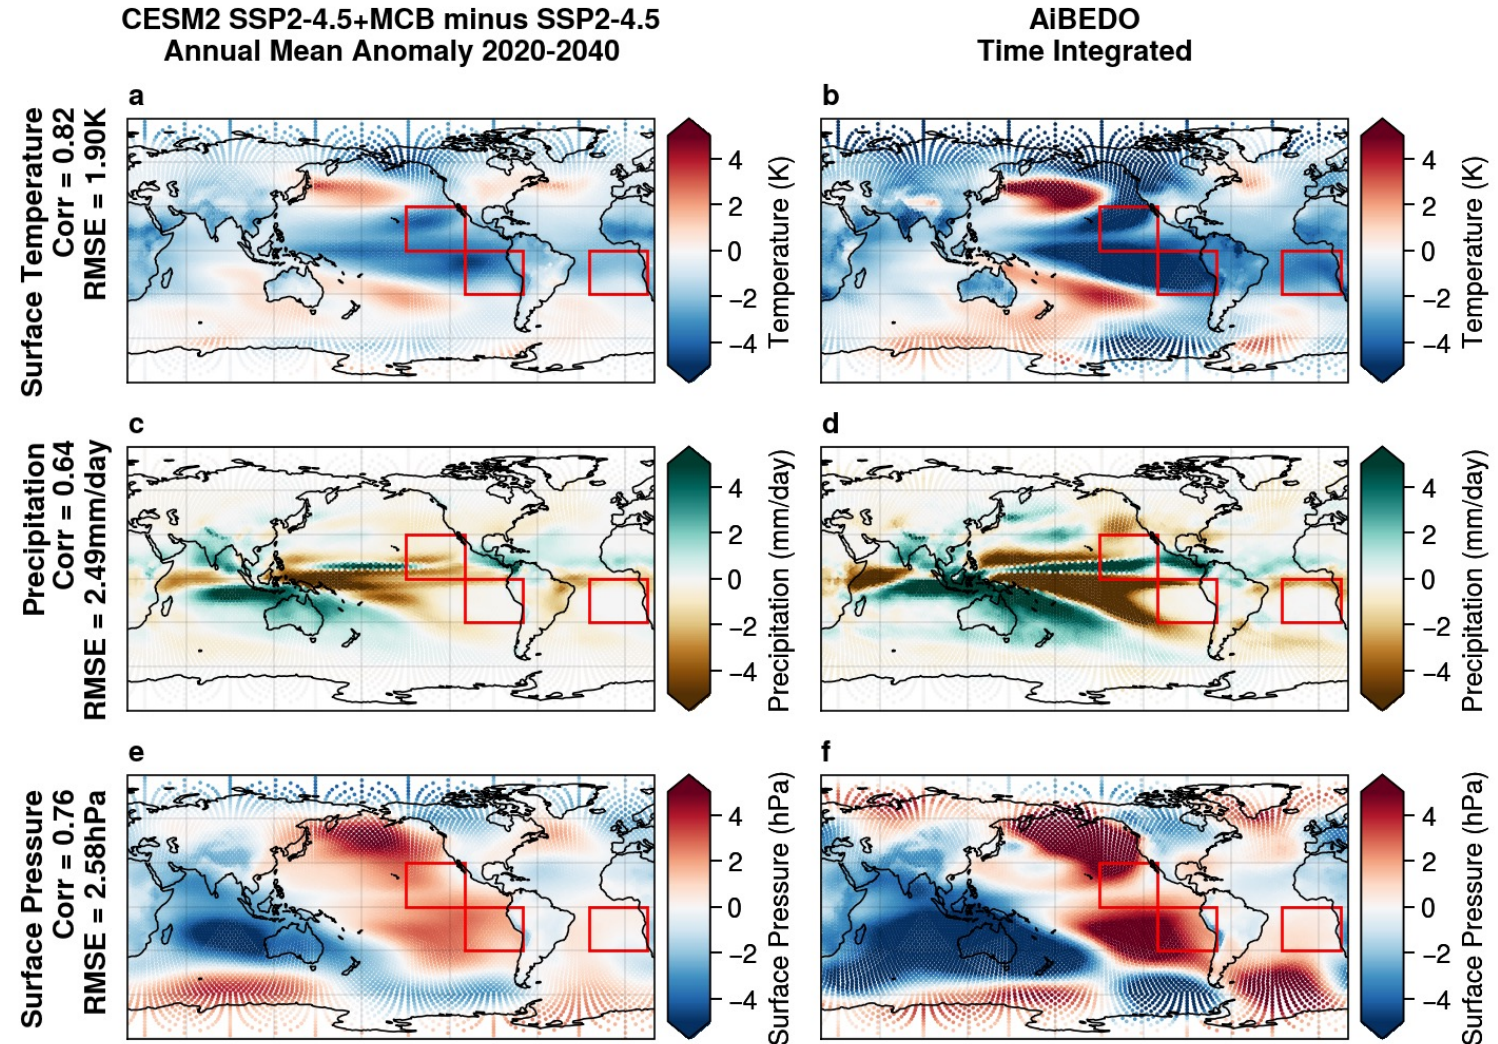 CESM2 SSP2-4.5+MCB minus SSP2-4.5
Annual Mean Anomaly 2020-2040
AiBEDO
Time Integrated
Surface Temperature
Corr = 0.82
RMSE = 1.90K
a
4
2
0
−2
−4
Temperature (K)
b
4
2
0
−2
−4
Temperature (K)
Precipitation
Corr = 0.64
RMSE = 2.49mm/day
c
4
2
0
−2
−4
Precipitation (mm/day)
d
4
2
0
−2
−4
Precipitation (mm/day)
Surface Pressure
Corr = 0.76
RMSE = 2.58hPa
e
4
2
0
−2
−4
Surface Pressure (hPa)
f
4
2
0
−2
−4
Surface Pressure (hPa)